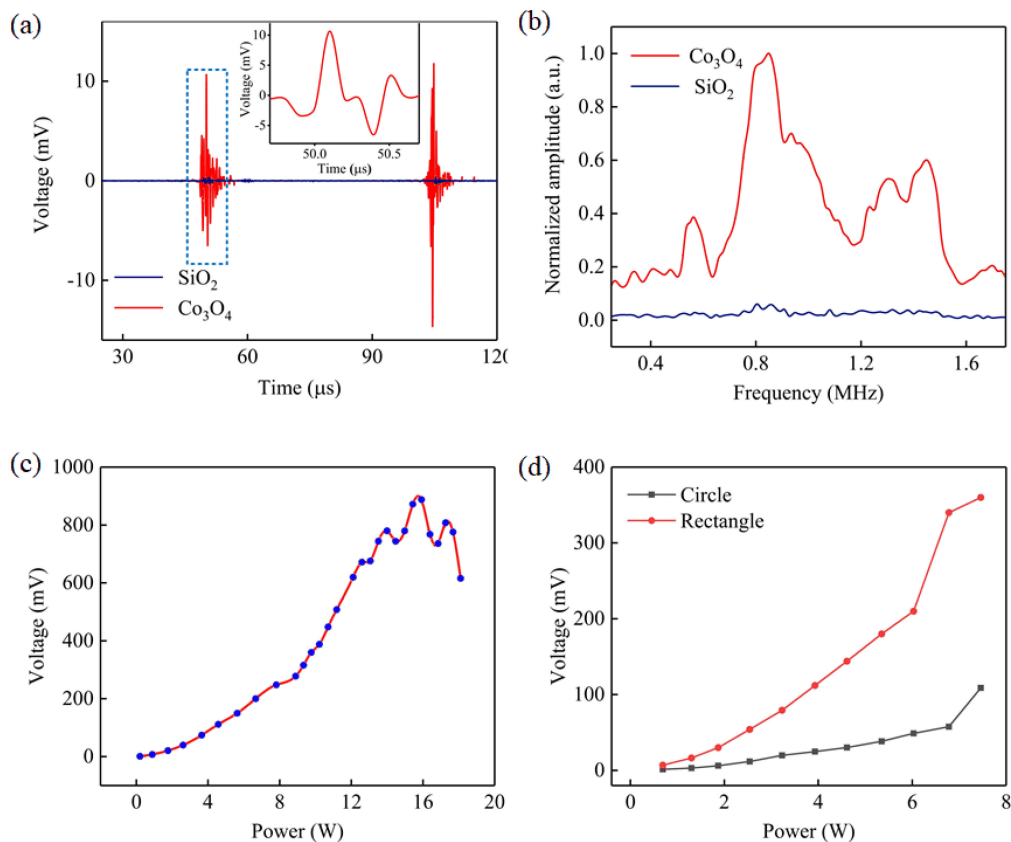 (a)
Voltage (mV)
10
0
-10
30
60
90
120
Time (μs)
SiO₂
Co₃O₄
Voltage (mV)
10
5
0
-5
50.0
50.5
Time (μs)
(b)
Normalized amplitude (a.u.)
1.0
0.8
0.6
0.4
0.2
0.0
0.4
0.8
1.2
1.6
Frequency (MHz)
Co₃O₄
SiO₂
(c)
Voltage (mV)
1000
800
600
400
200
0
0
4
8
12
16
20
Power (W)
(d)
Voltage (mV)
400
300
200
100
0
0
2
4
6
8
Power (W)
Circle
Rectangle